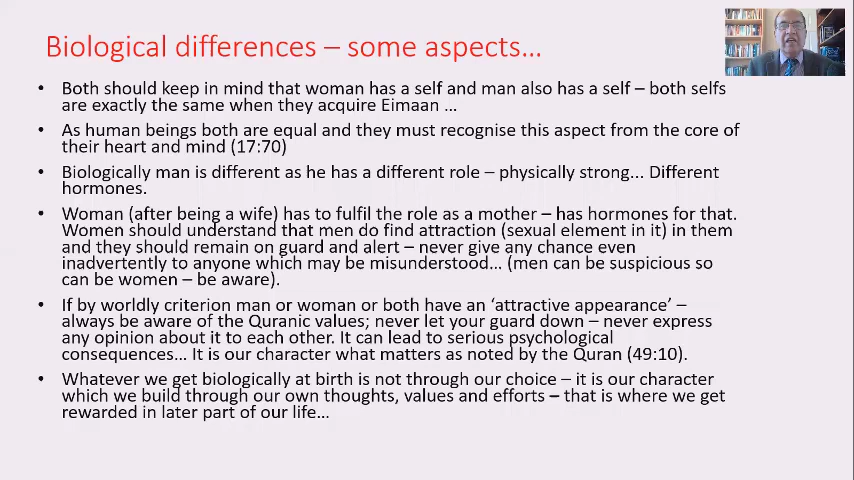 Biological differences – some aspects…
• Both should keep in mind that woman has a self and man also has a self – both selfs
are exactly the same when they acquire Eimaan …
• As human beings both are equal and they must recognise this aspect from the core of
their heart and mind (17:70)
• Biologically man is different as he has a different role – physically strong... Different
hormones.
• Woman (after being a wife) has to fulfil the role as a mother – has hormones for that.
Women should understand that men do find attraction (sexual element in it) in them
and they should remain on guard and alert – never give any chance even
inadvertently to anyone which may be misunderstood… (men can be suspicious so
can be women – be aware).
• If by worldly criterion man or woman or both have an ‘attractive appearance’ –
always be aware of the Quranic values; never let your guard down – never express
any opinion about it to each other. It can lead to serious psychological
consequences… It is our character what matters as noted by the Quran (49:10).
• Whatever we get biologically at birth is not through our choice – it is our character
which we build through our own thoughts, values and efforts – that is where we get
rewarded in later part of our life…